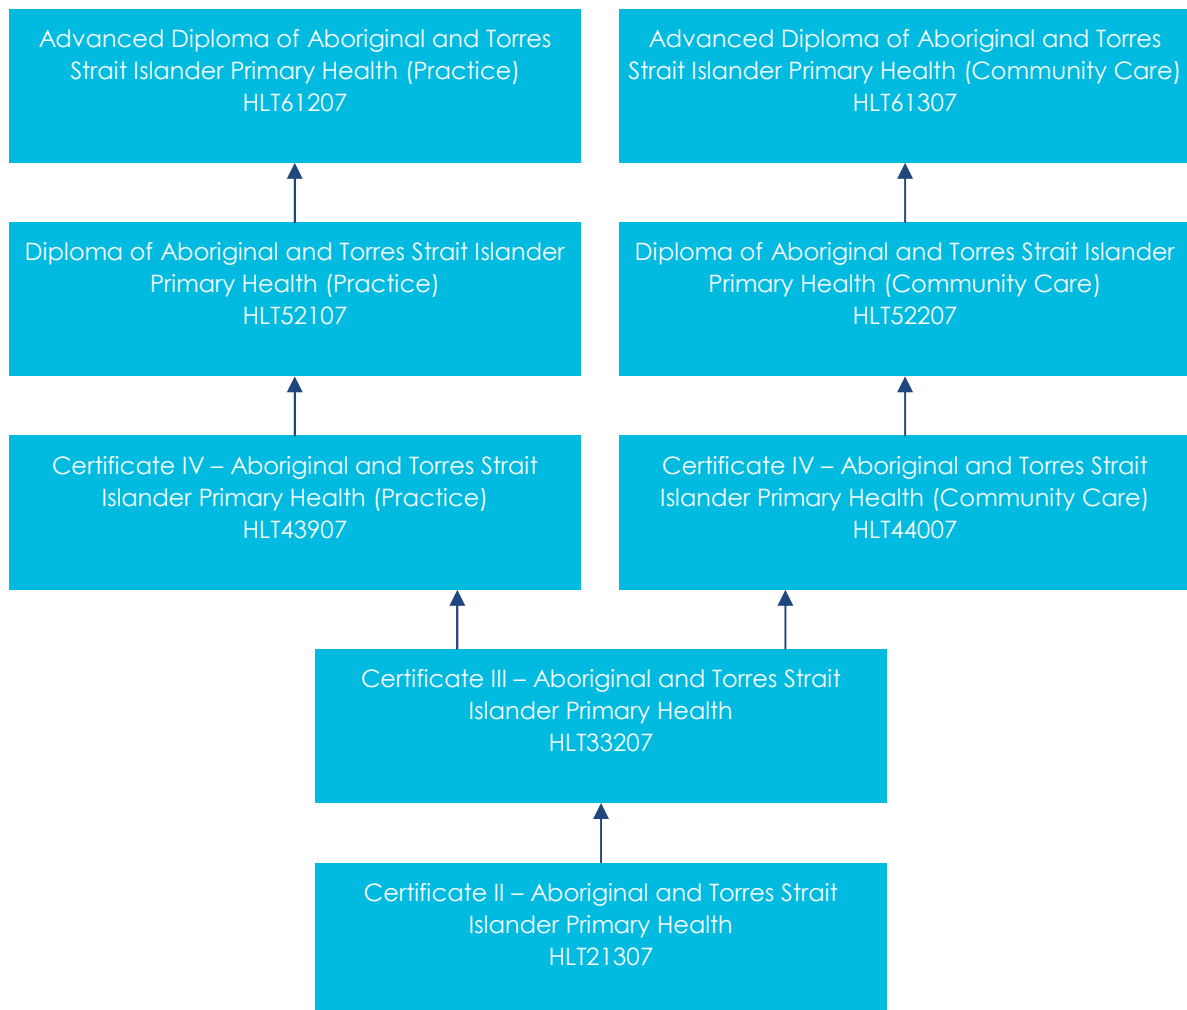 Advanced Diploma of Aboriginal and Torres
Strait Islander Primary Health (Practice)
HLT61207
Advanced Diploma of Aboriginal and Torres
Strait Islander Primary Health (Community Care)
HLT61307
Diploma of Aboriginal and Torres Strait Islander
Primary Health (Practice)
HLT52107
Diploma of Aboriginal and Torres Strait Islander
Primary Health (Community Care)
HLT52207
Certificate IV – Aboriginal and Torres Strait
Islander Primary Health (Practice)
HLT43907
Certificate IV – Aboriginal and Torres Strait
Islander Primary Health (Community Care)
HLT44007
Certificate III – Aboriginal and Torres Strait
Islander Primary Health
HLT33207
Certificate II – Aboriginal and Torres Strait
Islander Primary Health
HLT21307